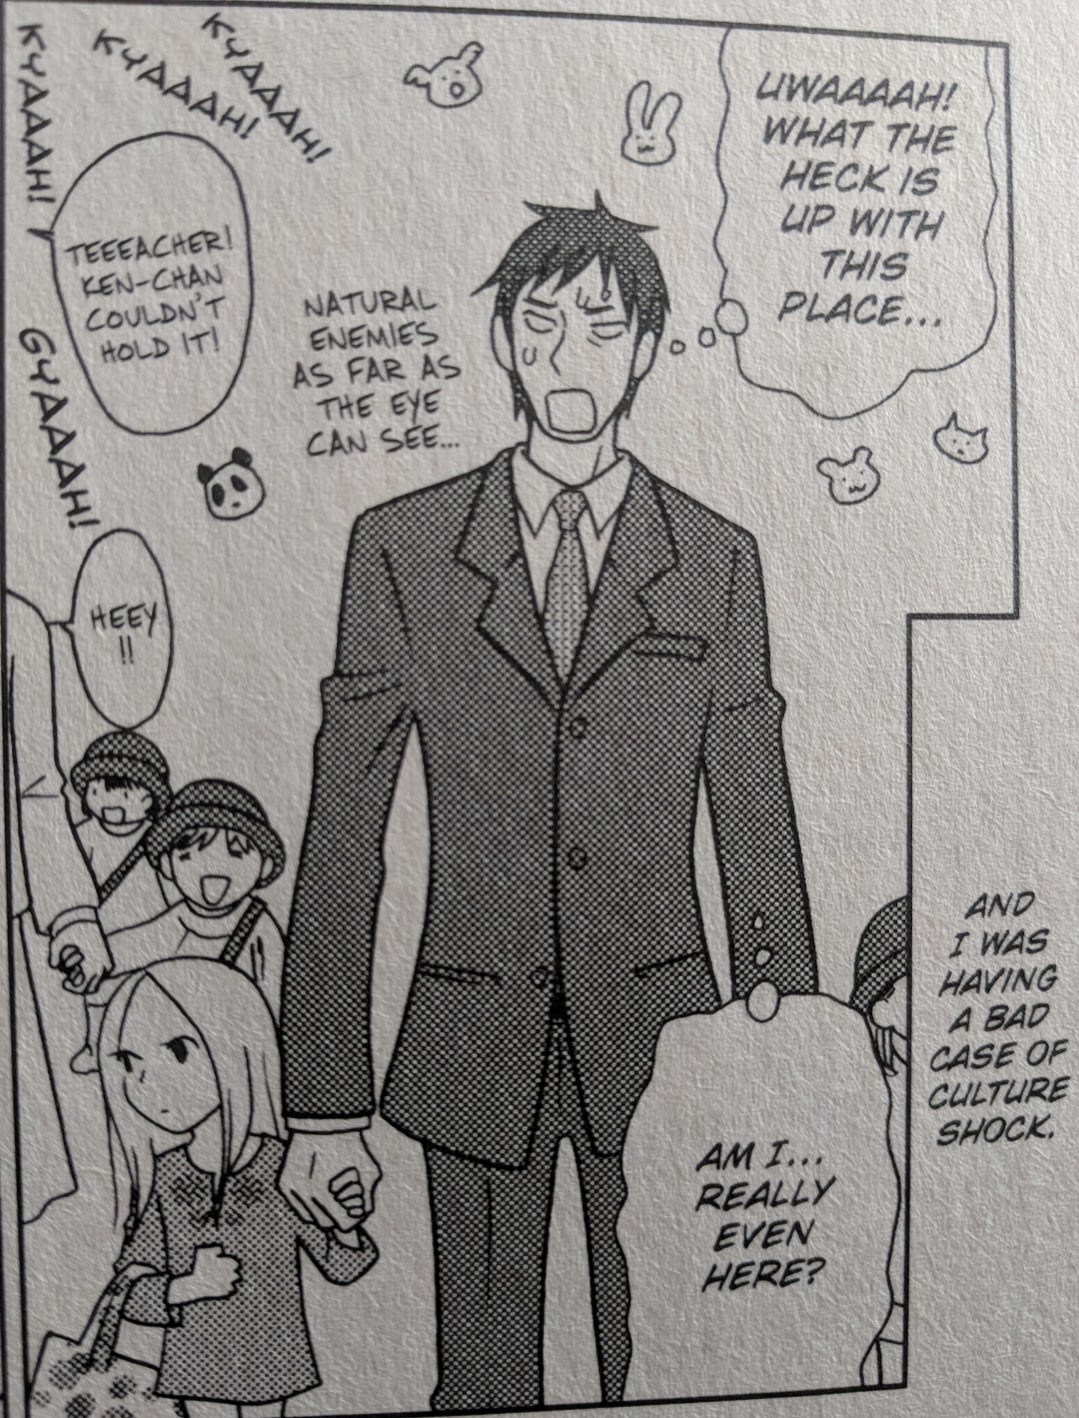 UWAAAAH!
WHAT THE
HECK IS
UP WITH
THIS
PLACE...
KYAAAH!
KYAAAH!
KYAAAH!
TEEEACHER!
KEN-CHAN
COULDN'T
HOLD IT!
NATURAL
ENEMIES
AS FAR AS
THE EYE
CAN SEE...
GYAAAH!
HEEY
!!
AM I...
REALLY
EVEN
HERE?
AND
I WAS
HAVING
A BAD
CASE OF
CULTURE
SHOCK.